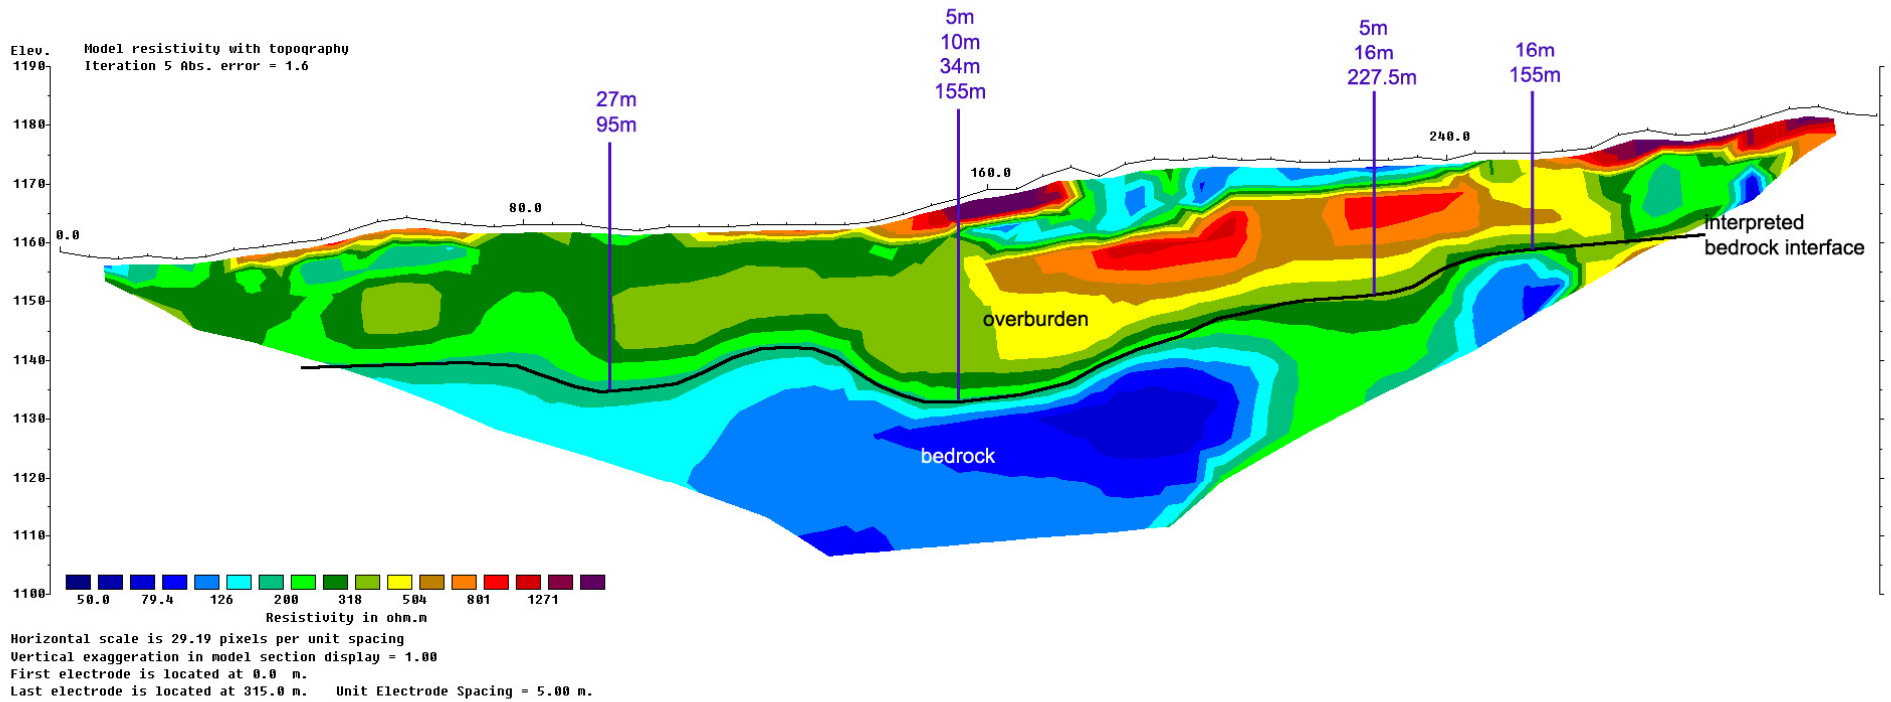 Elev.
Model resistivity with topography
Iteration 5 Abs. error = 1.6
1190
1180
1170
1160
1150
1140
1130
1120
1110
1100
0.0
80.0
160.0
240.0
27m
95m
5m
10m
34m
155m
5m
16m
227.5m
16m
155m
interpreted
bedrock interface
overburden
bedrock
50.0 79.4 126 200 318 504 801 1271
Resistivity in ohm.m
Horizontal scale is 29.19 pixels per unit spacing
Vertical exaggeration in model section display = 1.00
First electrode is located at 0.0 m.
Last electrode is located at 315.0 m. Unit Electrode Spacing = 5.00 m.